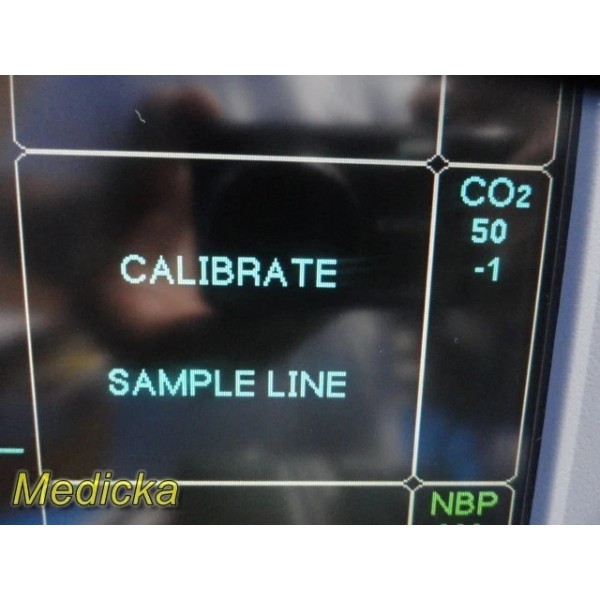 CO2
50
-1
CALIBRATE
SAMPLE LINE
Medicka
NBP